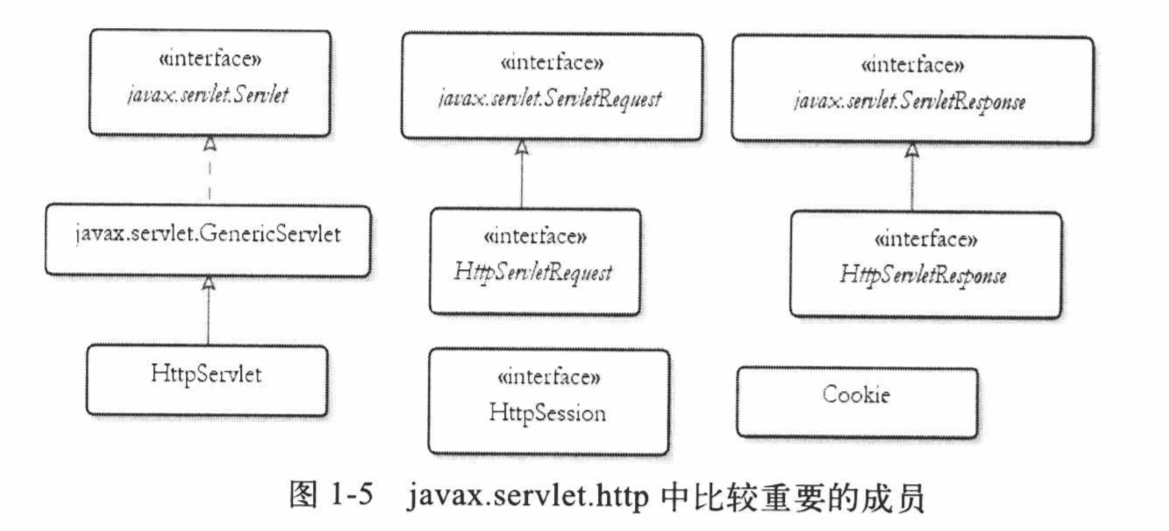 «interface»
javax.servlet.Servlet
«interface»
javax.servlet.ServletRequest
«interface»
javax.servlet.ServletResponse
javax.servlet.GenericServlet
«interface»
HttpServletRequest
«interface»
HttpServletResponse
HttpServlet
«interface»
HttpSession
Cookie
图 1-5 javax.servlet.http 中比较重要的成员